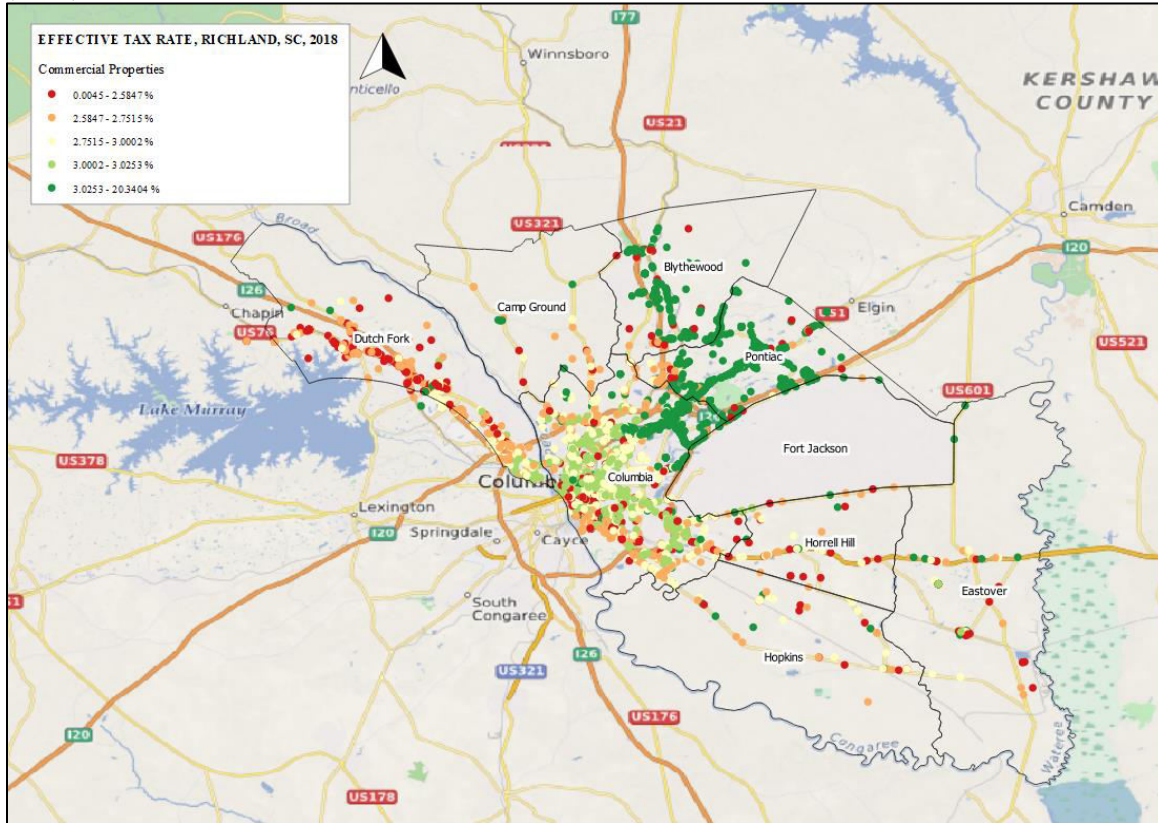 EFFECTIVE TAX RATE, RICHLAND, SC, 2018
Commercial Properties
0.0045 - 2.5847 %
2.5847 - 2.7515 %
2.7515 - 3.0002 %
3.0002 - 3.0253 %
3.0253 - 20.3404 %
I77
Winnsboro
nticello
KERSHAW
COUNTY
US21
Camden
US176
Broad
US321
I20
Blythewood
I26
Chapin
Camp Ground
Elgin
US76
Dutch Fork
Pontiac
US521
US601
Lake Murray
Fort Jackson
US378
Columbia
Lexington
I20
Springdale
Cayce
Horrell Hill
Eastover
South
Congaree
Hopkins
I26
US321
US176
I20
Congaree
Wateree
US178